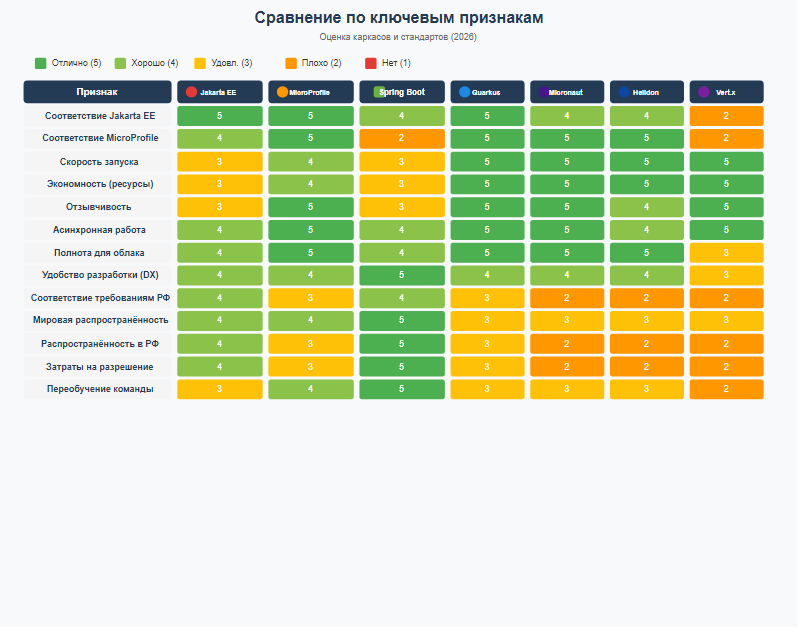 Сравнение по ключевым признакам
Оценка каркасов и стандартов (2026)
Отлично (5) Хорошо (4) Удовл. (3) Плохо (2) Нет (1)
Признак Jakarta EE MicroProfile Spring Boot Quarkus Micronaut Helidon Vert.x
Соответствие Jakarta EE 5 5 4 5 4 4 2
Соответствие MicroProfile 4 5 2 5 5 5 2
Скорость запуска 3 4 3 5 5 5 5
Экономность (ресурсы) 3 4 3 5 5 5 5
Отзывчивость 3 5 3 5 5 4 5
Асинхронная работа 4 5 4 5 5 4 5
Полнота для облака 4 5 4 5 5 5 3
Удобство разработки (DX) 4 4 5 4 4 4 3
Соответствие требованиям РФ 4 3 4 3 2 2 2
Мировая распространённость 4 4 5 3 3 3 3
Распространённость в РФ 4 3 5 3 2 2 2
Затраты на разрешение 4 3 5 3 2 2 2
Переобучение команды 3 4 5 3 3 3 2